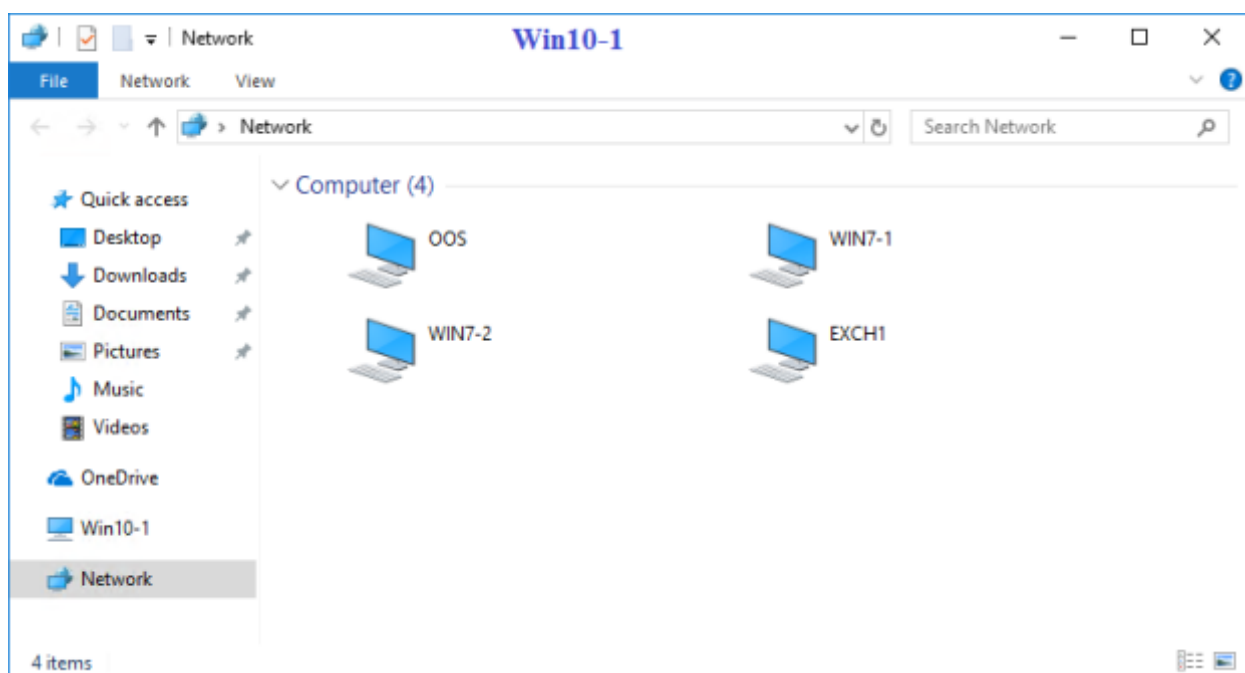 Network
Win10-1
File Network View
Network
Search Network
Quick access
Desktop
Downloads
Documents
Pictures
Music
Videos
OneDrive
Win10-1
Network
Computer (4)
OOS
WIN7-1
WIN7-2
EXCH1
4 items